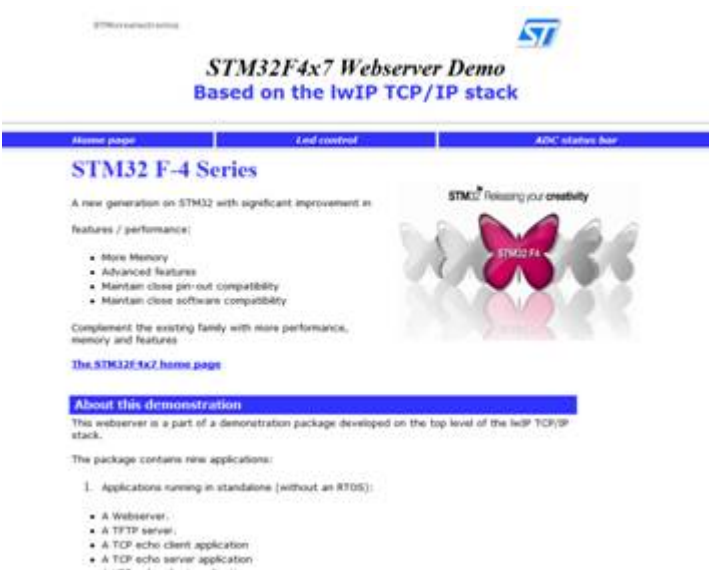 STMicroelectronics
ST
STM32F4x7 Webserver Demo
Based on the lwIP TCP/IP stack
Home page Led control ADC status bar
STM32 F-4 Series
A new generation on STM32 with significant improvement in
features / performance:
STM32 Releasing your creativity
STM32 F4
• More Memory
• Advanced features
• Maintain close pin-out compatibility
• Maintain close software compatibility
Complement the existing family with more performance,
memory and features
The STM32F4x7 home page
About this demonstration
This webserver is a part of a demonstration package developed on the top level of the lwIP TCP/IP
stack.
The package contains nine applications:
1. Applications running in standalone (without an RTOS):
• A Webserver.
• A TFTP server.
• A TCP echo client application
• A TCP echo server application